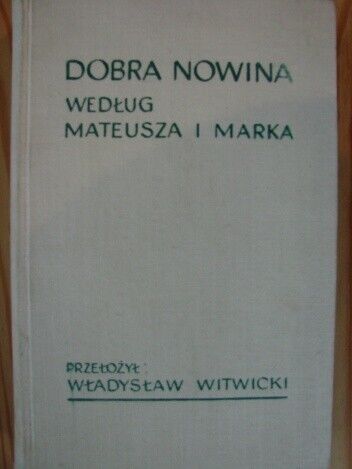 DOBRA NOWINA
WEDŁUG
MATEUSZA I MARKA
PRZEŁOŻYŁ:
WŁADYSŁAW WITWICKI